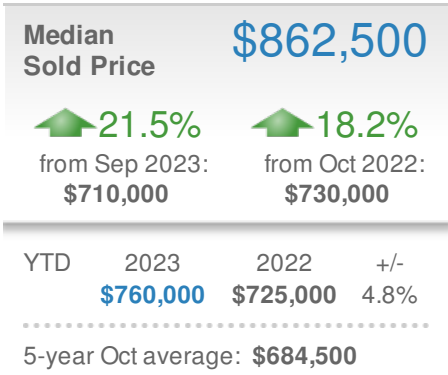 Median $862,500
Sold Price
21.5% 18.2%
from Sep 2023: from Oct 2022:
$710,000 $730,000
YTD 2023 2022 +/-
$760,000 $725,000 4.8%
5-year Oct average: $684,500